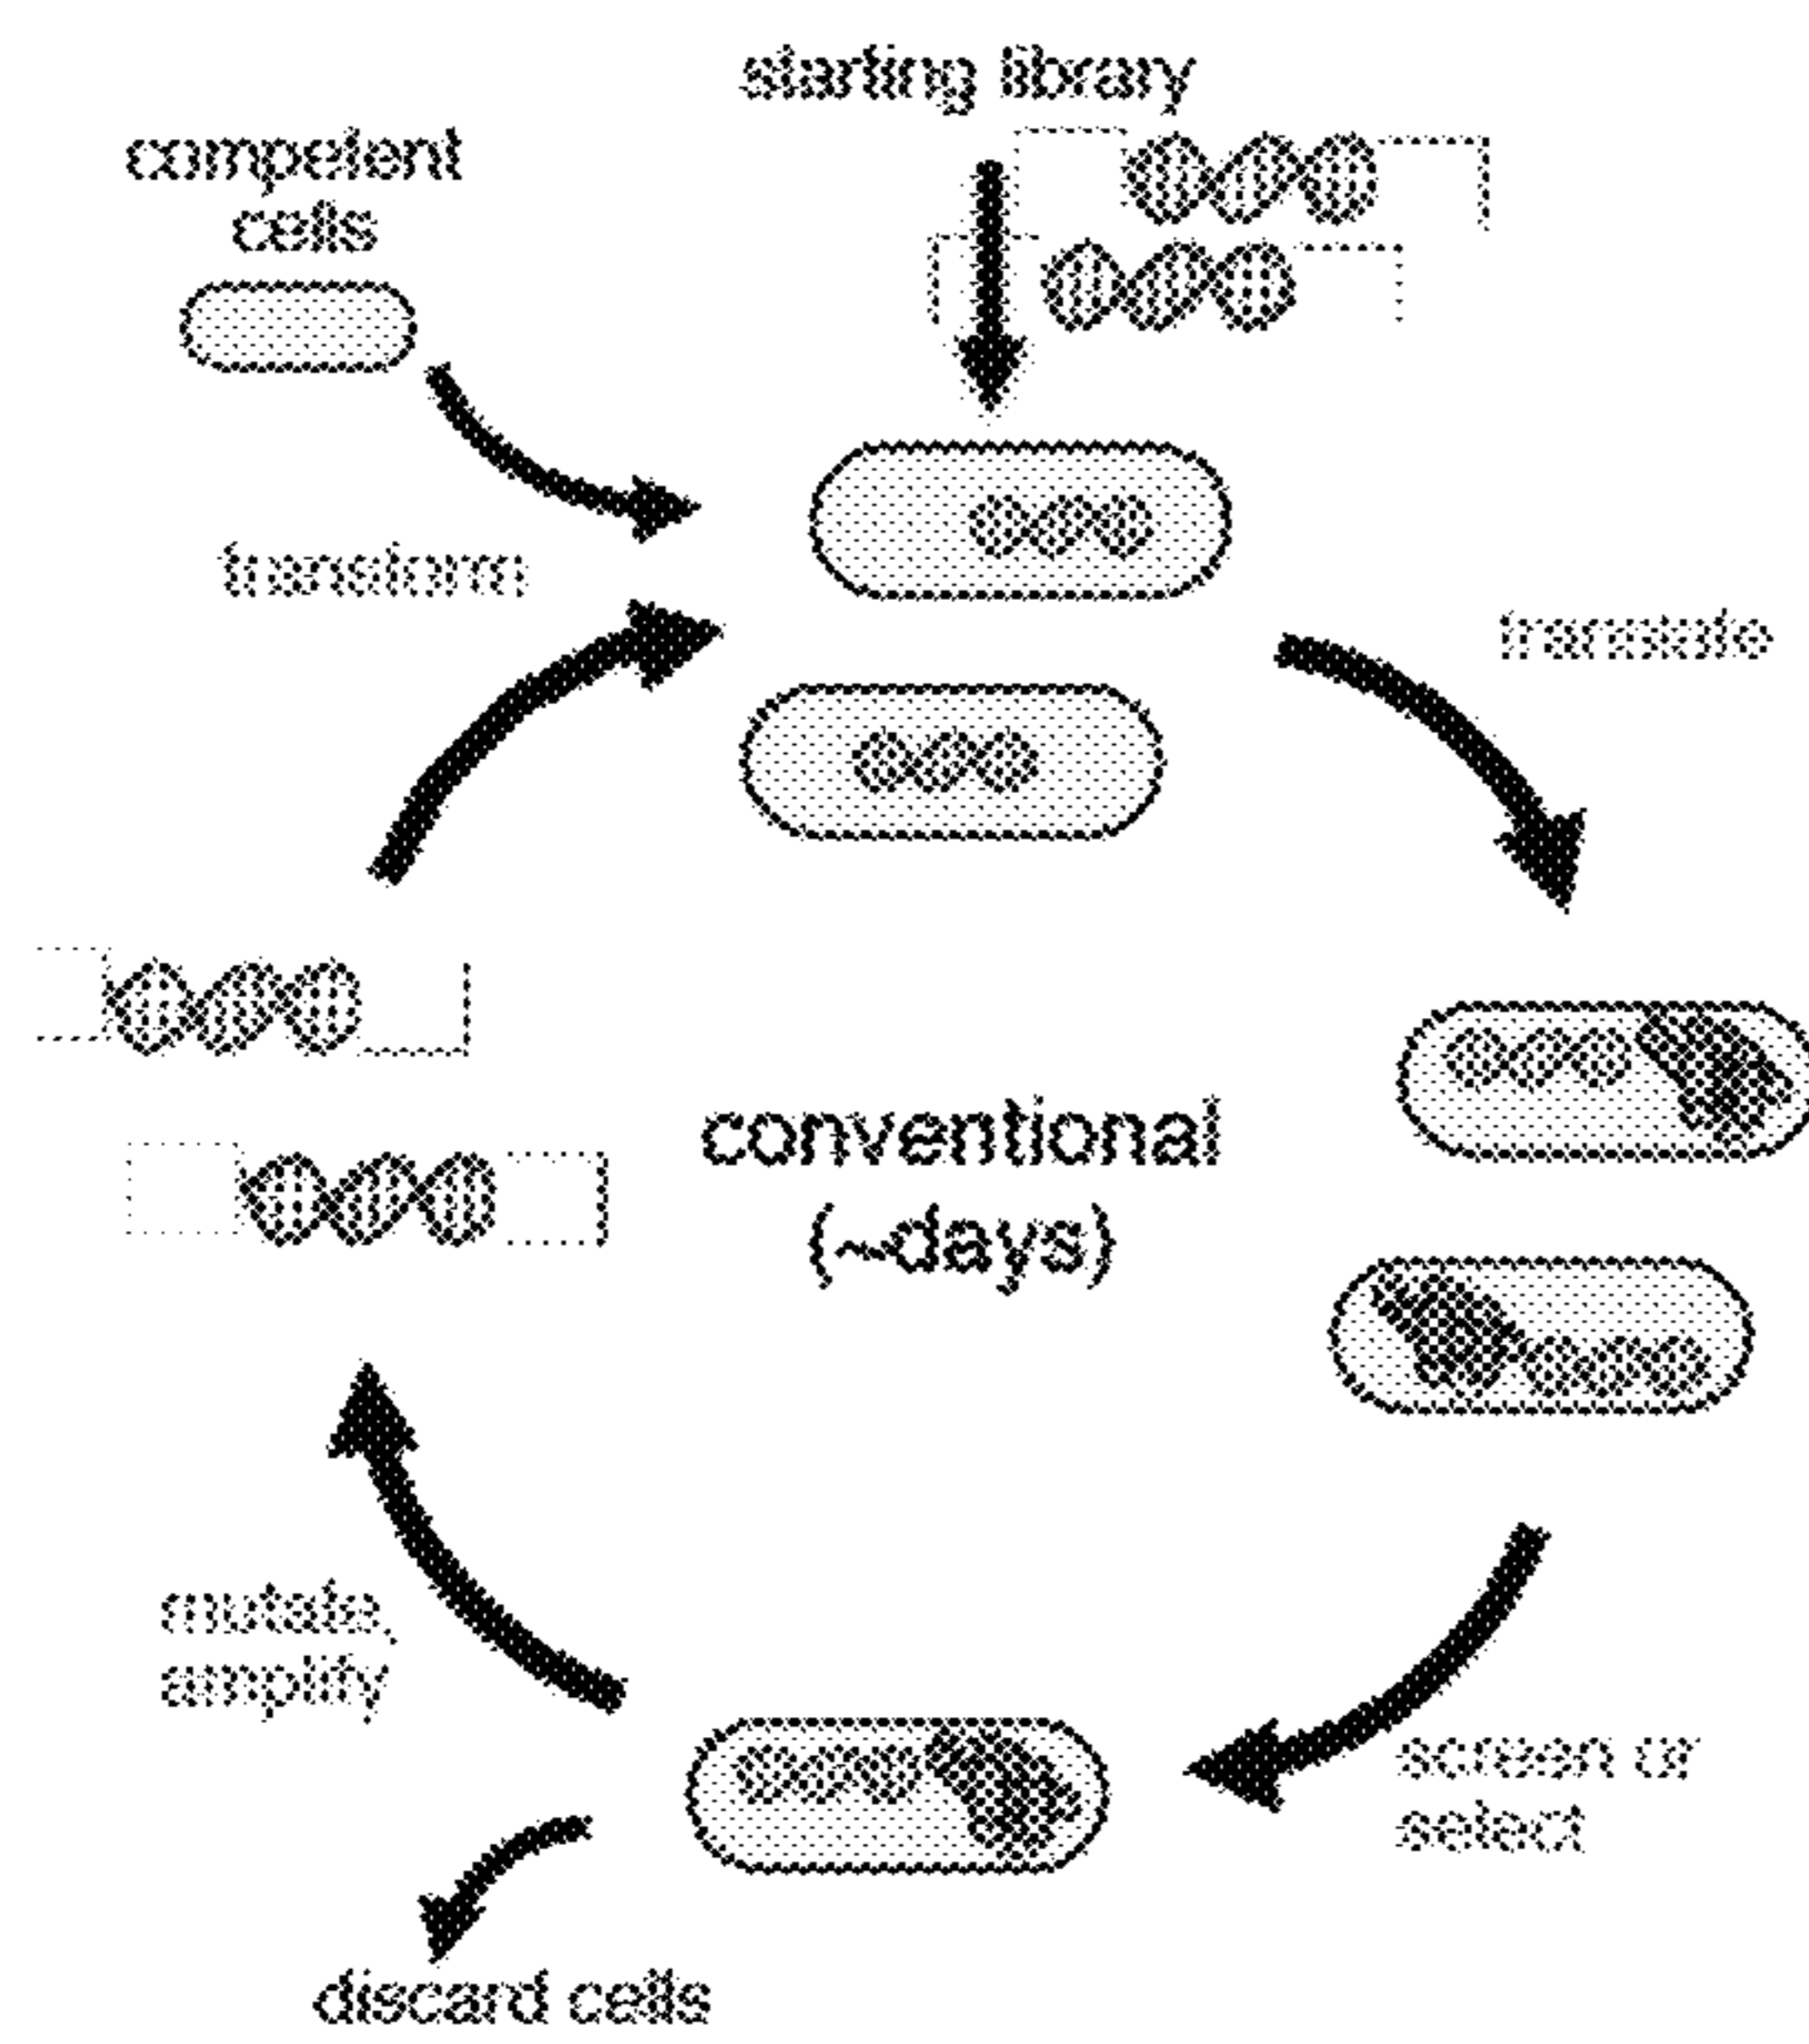 starting library
competent
cells
transform
translate
conventional
(~days)
mutate,
amplify
screen or
select
discard cells